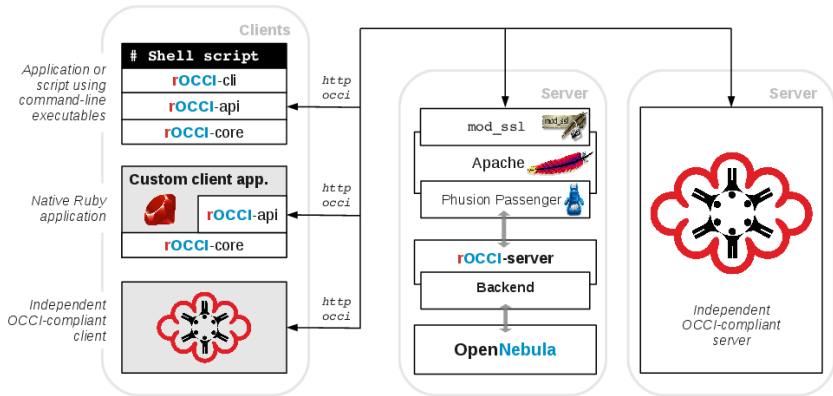 Clients
# Shell script
rOCCI-cli
rOCCI-api
rOCCI-core
Application or
script using
command-line
executables
http
occi
Custom client app.
rOCCI-api
rOCCI-core
Native Ruby
application
http
occi
Independent
OCCI-compliant
client
http
occi
Server
mod_ssl
mod_ssl
Apache
Phusion Passenger
rOCCI-server
Backend
OpenNebula
Server
Independent
OCCI-compliant
server